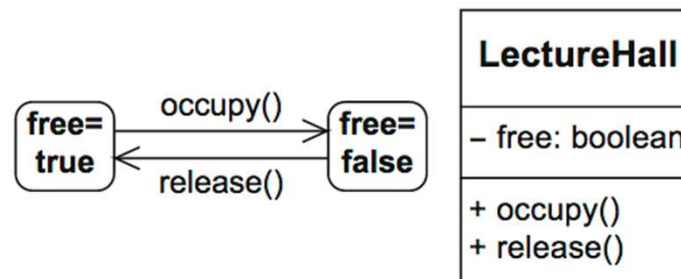 free=
true
occupy()
release()
free=
false
LectureHall
– free: boolean
+ occupy()
+ release()